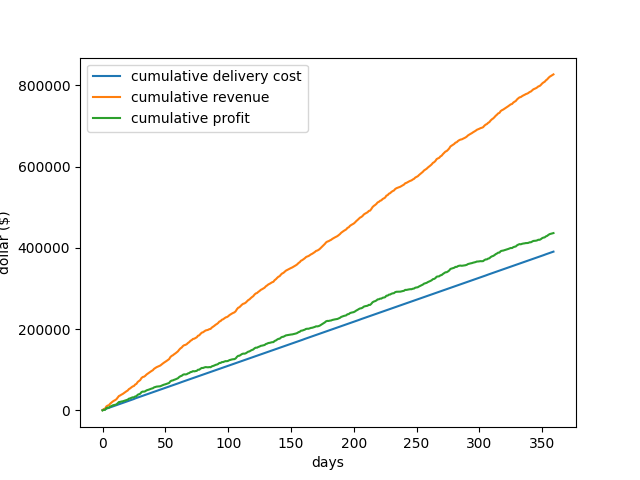 cumulative delivery cost
cumulative revenue
cumulative profit
800000
600000
400000
200000
0
dollar ($)
0 50 100 150 200 250 300 350
days